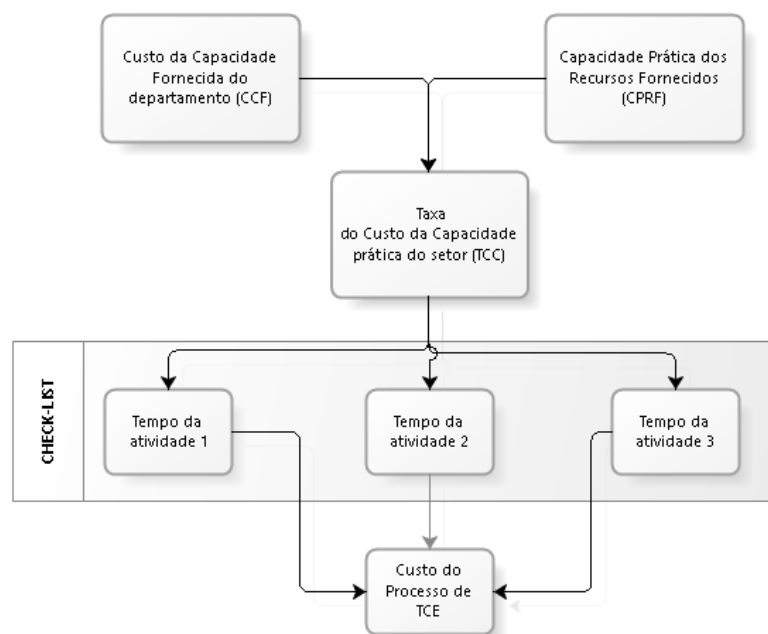 Custo da Capacidade
Fornecida do
departamento (CCF)
Capacidade Prática dos
Recursos Fornecidos
(CPRF)
Taxa
do Custo da Capacidade
prática do setor (TCC)
CHECK-LIST
Tempo da
atividade 1
Tempo da
atividade 2
Tempo da
atividade 3
Custo do
Processo de
TCE